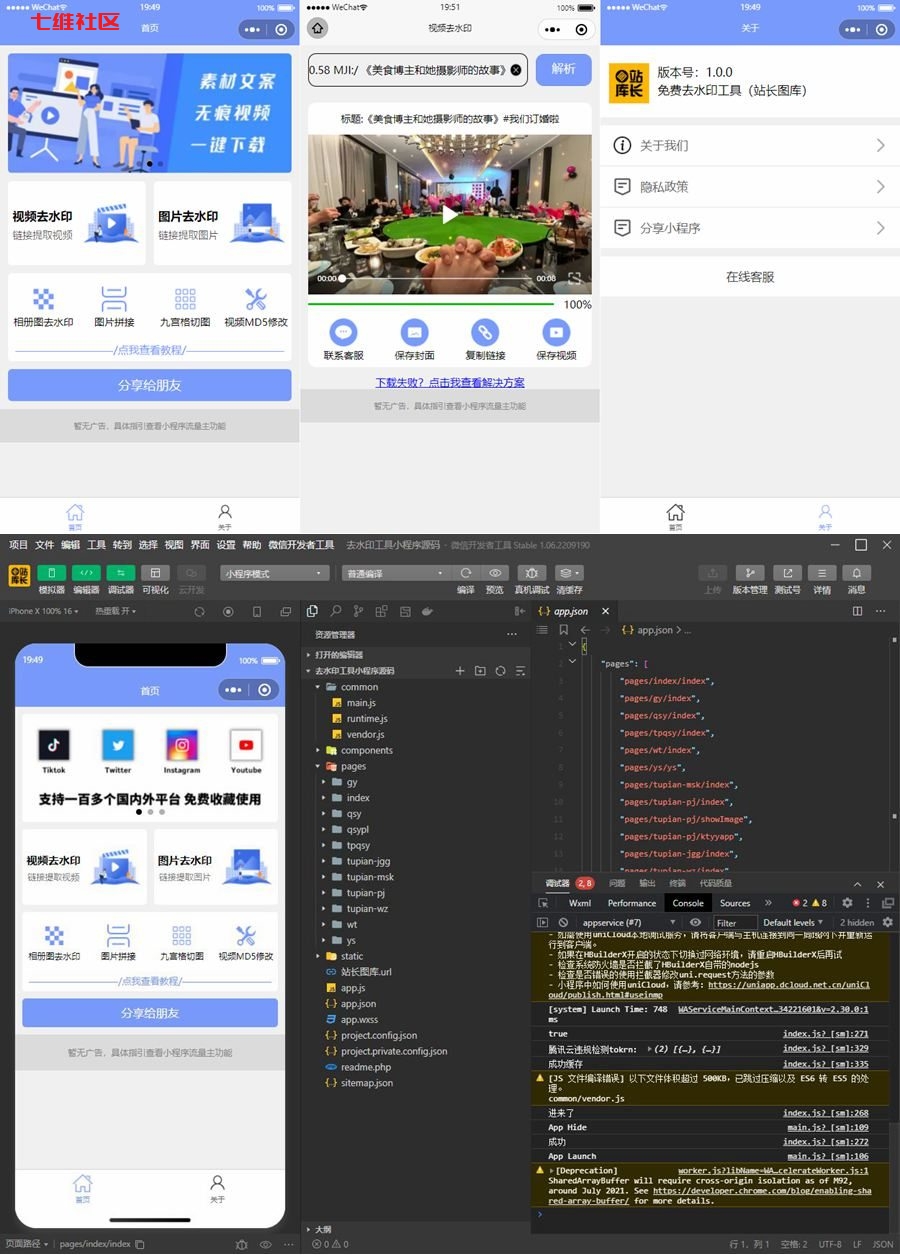 ●●●●● WeChat
19:49
100%
七维社区
首页
素材文案
无痕视频
一键下载
视频去水印
链接提取视频
图片去水印
链接提取图片
相册图去水印
图片拼接
九宫格切图
视频MD5修改
/点我查看教程/
分享给朋友
暂无广告，具体指引查看小程序流量主功能
首页
关于
●●●●● WeChat
19:51
100%
视频去水印
0.58 MJI:/ 《美食博主和她摄影师的故事》
解析
标题:《美食博主和她摄影师的故事》#我们订婚啦
00:00
00:08
100%
联系客服
保存封面
复制链接
保存视频
下载失败？点击我查看解决方案
暂无广告，具体指引查看小程序流量主功能
●●●●● WeChat
19:49
100%
关于
站长图库
版本号：1.0.0
免费去水印工具（站长图库）
关于我们
隐私政策
分享小程序
在线客服
首页
关于
项目 文件 编辑 工具 转到 选择 视图 界面 设置 帮助 微信开发者工具
去水印工具小程序源码 - 微信开发者工具 Stable 1.06.2209190
模拟器
编辑器
调试器
可视化
云开发
小程序模式
普通编译
编译
预览
真机调试
清缓存
上传
版本管理
测试号
详情
消息
iPhone X 100% 16
热重载 开
19:49
100%
首页
Tiktok
Twitter
Instagram
Youtube
支持一百多个国内外平台 免费收藏使用
视频去水印
链接提取视频
图片去水印
链接提取图片
相册图去水印
图片拼接
九宫格切图
视频MD5修改
/点我查看教程/
分享给朋友
暂无广告，具体指引查看小程序流量主功能
首页
关于
页面路径
pages/index/index
资源管理器
打开的编辑器
去水印工具小程序源码
common
main.js
runtime.js
vendor.js
components
pages
gy
index
qsy
qsypl
tpqsy
tupian-jgg
tupian-msk
tupian-pj
tupian-wz
wt
ys
static
站长图库.url
app.js
app.json
app.wxss
project.config.json
project.private.config.json
readme.php
sitemap.json
大纲
0 0
app.json
app.json > ...
1 {
2 "pages": [
3 "pages/index/index",
4 "pages/gy/index",
5 "pages/qsy/index",
6 "pages/tpqsy/index",
7 "pages/wt/index",
8 "pages/ys/ys",
9 "pages/tupian-msk/index",
10 "pages/tupian-pj/index",
11 "pages/tupian-pj/showImage",
12 "pages/tupian-pj/ktyyapp",
13 "pages/tupian-jgg/index",
"pages/tupian-wz/index",
调试器
2, 8
问题
输出
终端
代码质量
Wxml
Performance
Console
Sources
2
8
appservice (#7)
Filter
Default levels
2 hidden
- 如需使用uniCloud本地调试服务，请将客户端与主机连接到同一局域网下并重新运
行到客户端。
- 如果在HBuilderX开启的状态下切换过网络环境，请重启HBuilderX后再试
- 检查系统防火墙是否拦截了HBuilderX自带的nodejs
- 检查是否错误的使用拦截器修改uni.request方法的参数
- 小程序中如何使用uniCloud，请参考: https://uniapp.dcloud.net.cn/uniCl
oud/publish.html#useinmp
[system] Launch Time: 748
WAServiceMainContext…34221601&v=2.30.0:1
ms
true
index.js? [sm]:271
腾讯云违规检测tokrn: (2) [{…}, {…}]
index.js? [sm]:329
成功缓存
index.js? [sm]:335
[JS 文件编译错误] 以下文件体积超过 500KB，已跳过压缩以及 ES6 转 ES5 的处
理。
common/vendor.js
进来了
index.js? [sm]:268
App Hide
main.js? [sm]:109
成功
index.js? [sm]:272
App Launch
main.js? [sm]:106
[Deprecation]
worker.js?libName=WA…celerateWorker.js:1
SharedArrayBuffer will require cross-origin isolation as of M92,
around July 2021. See https://developer.chrome.com/blog/enabling-sha
red-array-buffer/ for more details.
行 1，列 1
空格: 2
UTF-8
LF
JSON